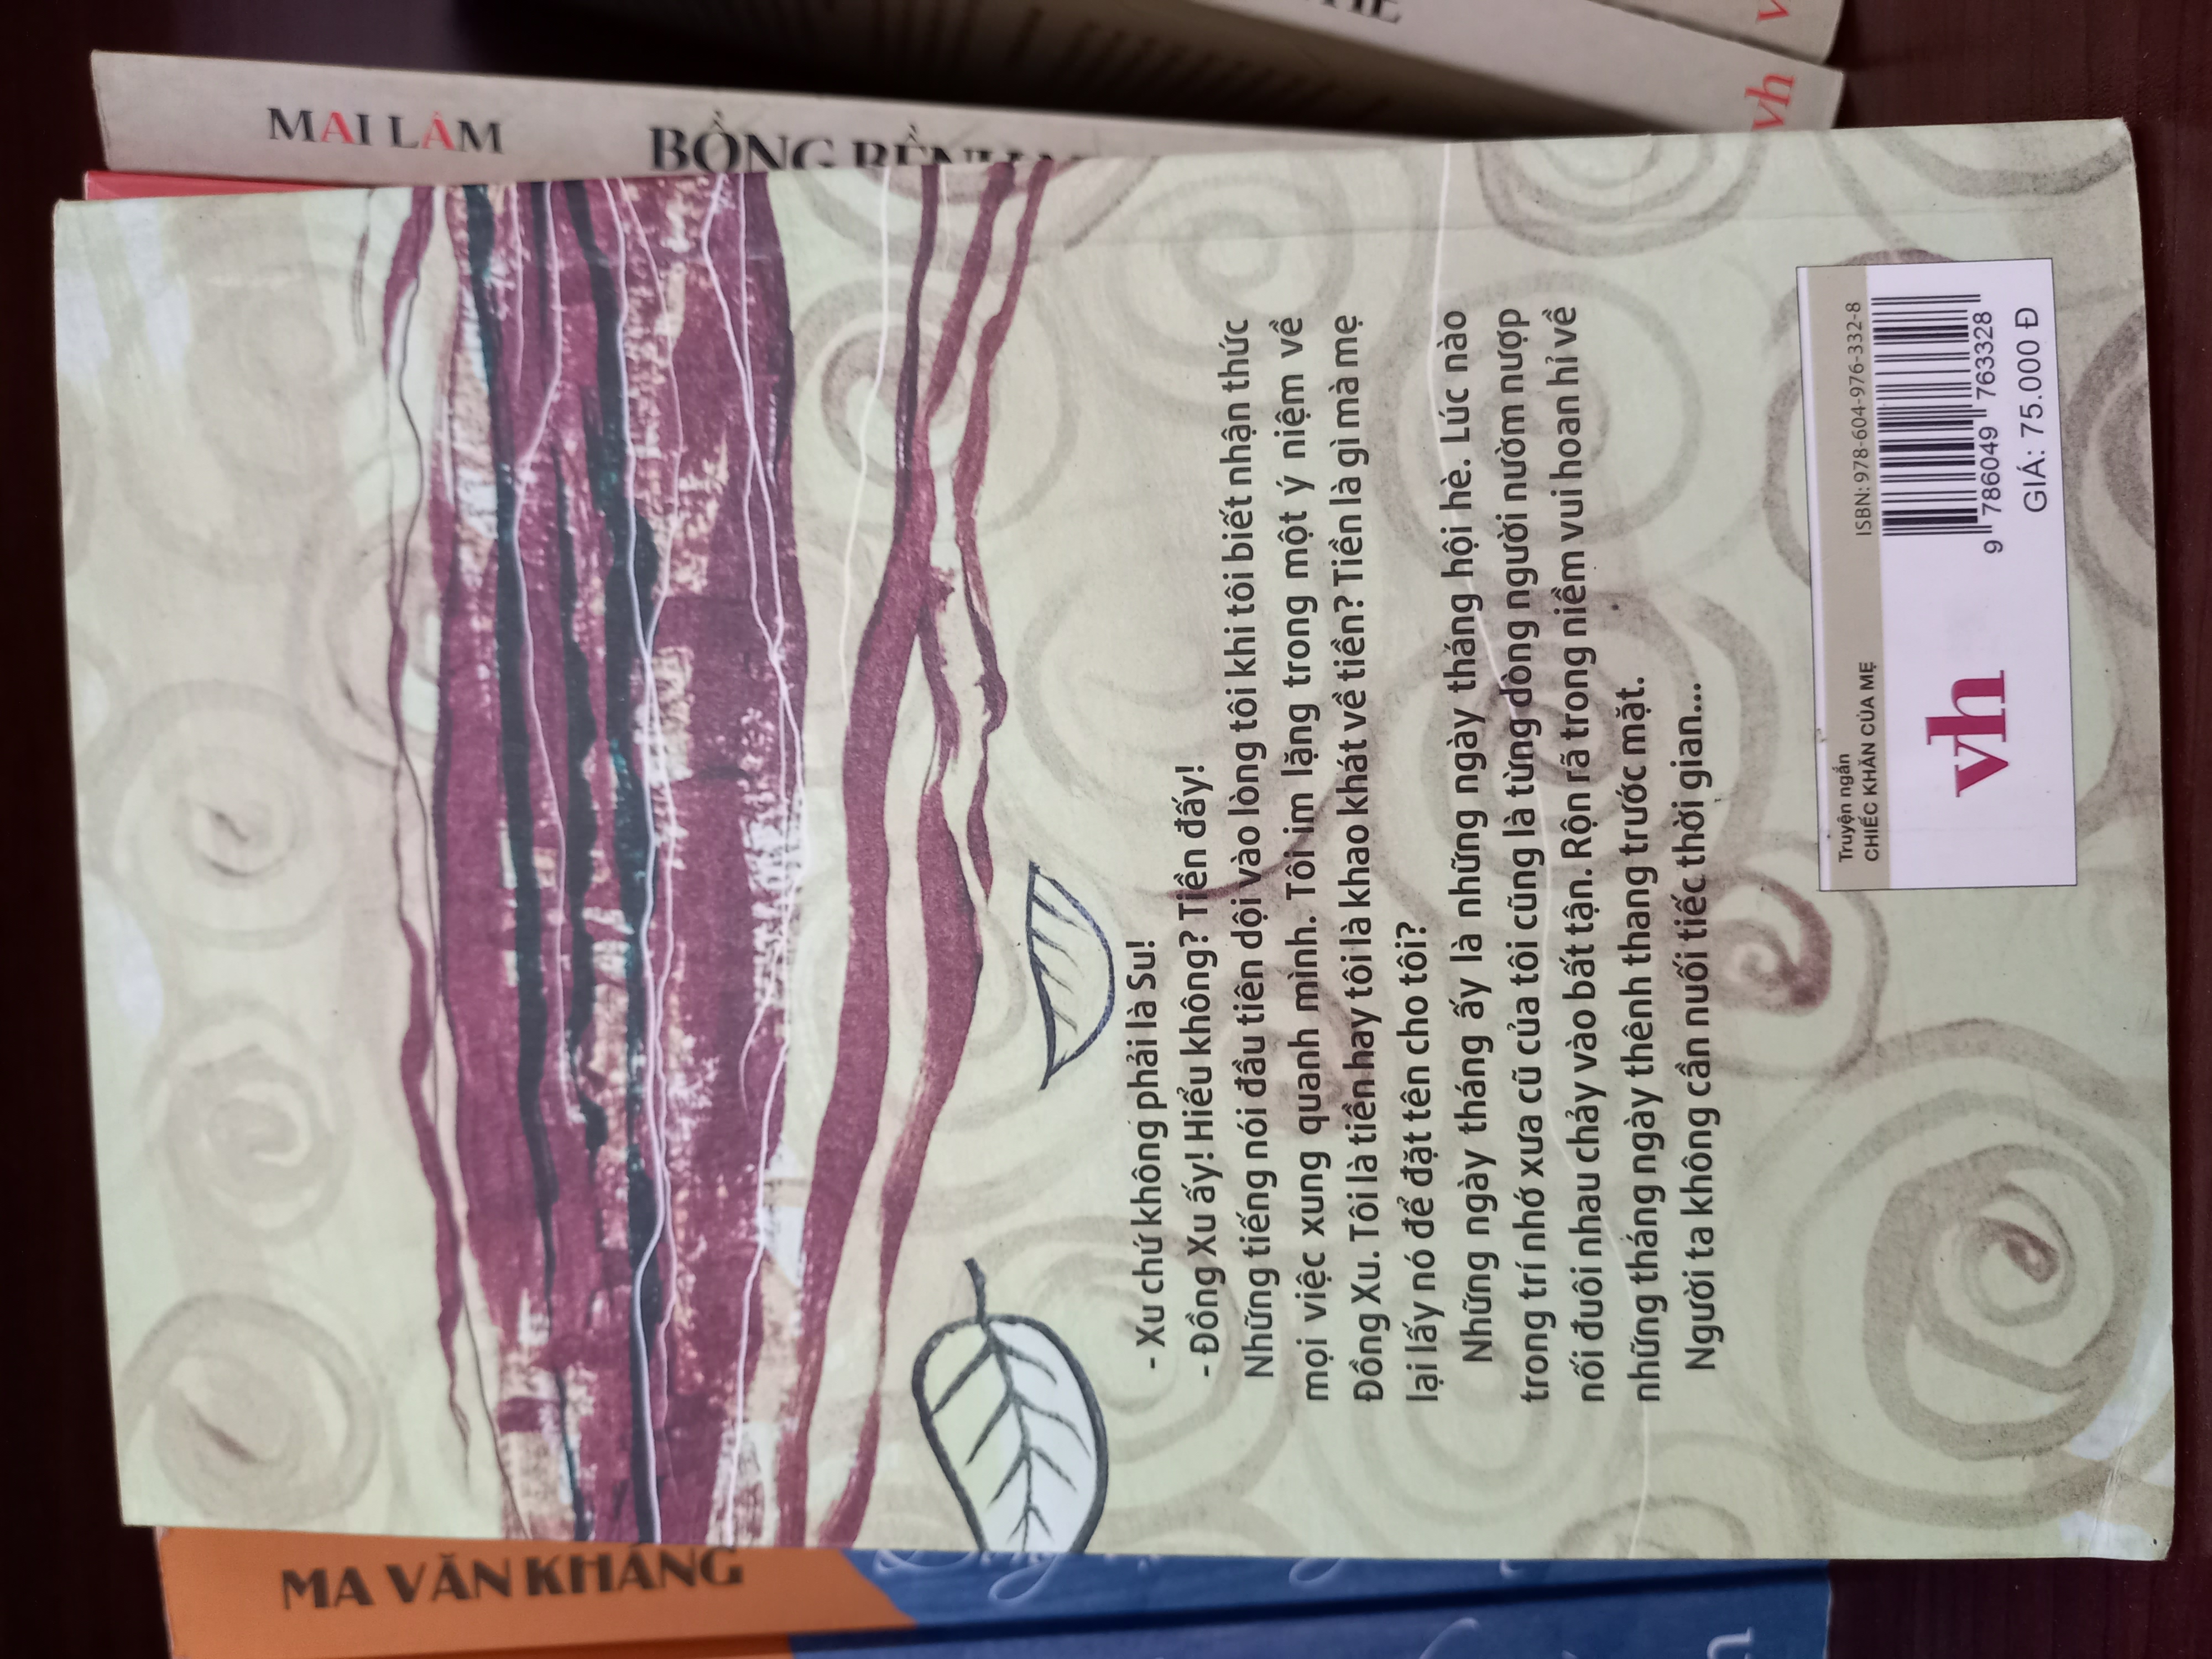 MAI LÂM
BỒNG BỀNH
vh
- Xu chứ không phải là Su!
- Đồng Xu ấy! Hiểu không? Tiền đấy!
Những tiếng nói đầu tiên dội vào lòng tôi khi tôi biết nhận thức
mọi việc xung quanh mình. Tôi im lặng trong một ý niệm về
Đồng Xu. Tôi là tiền hay tôi là khao khát về tiền? Tiền là gì mà mẹ
lại lấy nó để đặt tên cho tôi?
Những ngày tháng ấy là những ngày tháng hội hè. Lúc nào
trong trí nhớ xưa cũ của tôi cũng là từng dòng người nườm nượp
nối đuôi nhau chảy vào bất tận. Rộn rã trong niềm vui hoan hỉ về
những tháng ngày thênh thang trước mặt.
Người ta không cần nuối tiếc thời gian...
Truyện ngắn
CHIẾC KHĂN CỦA MẸ
ISBN: 978-604-976-332-8
vh
9 786049 763328
GIÁ: 75.000 Đ
MA VĂN KHÁNG